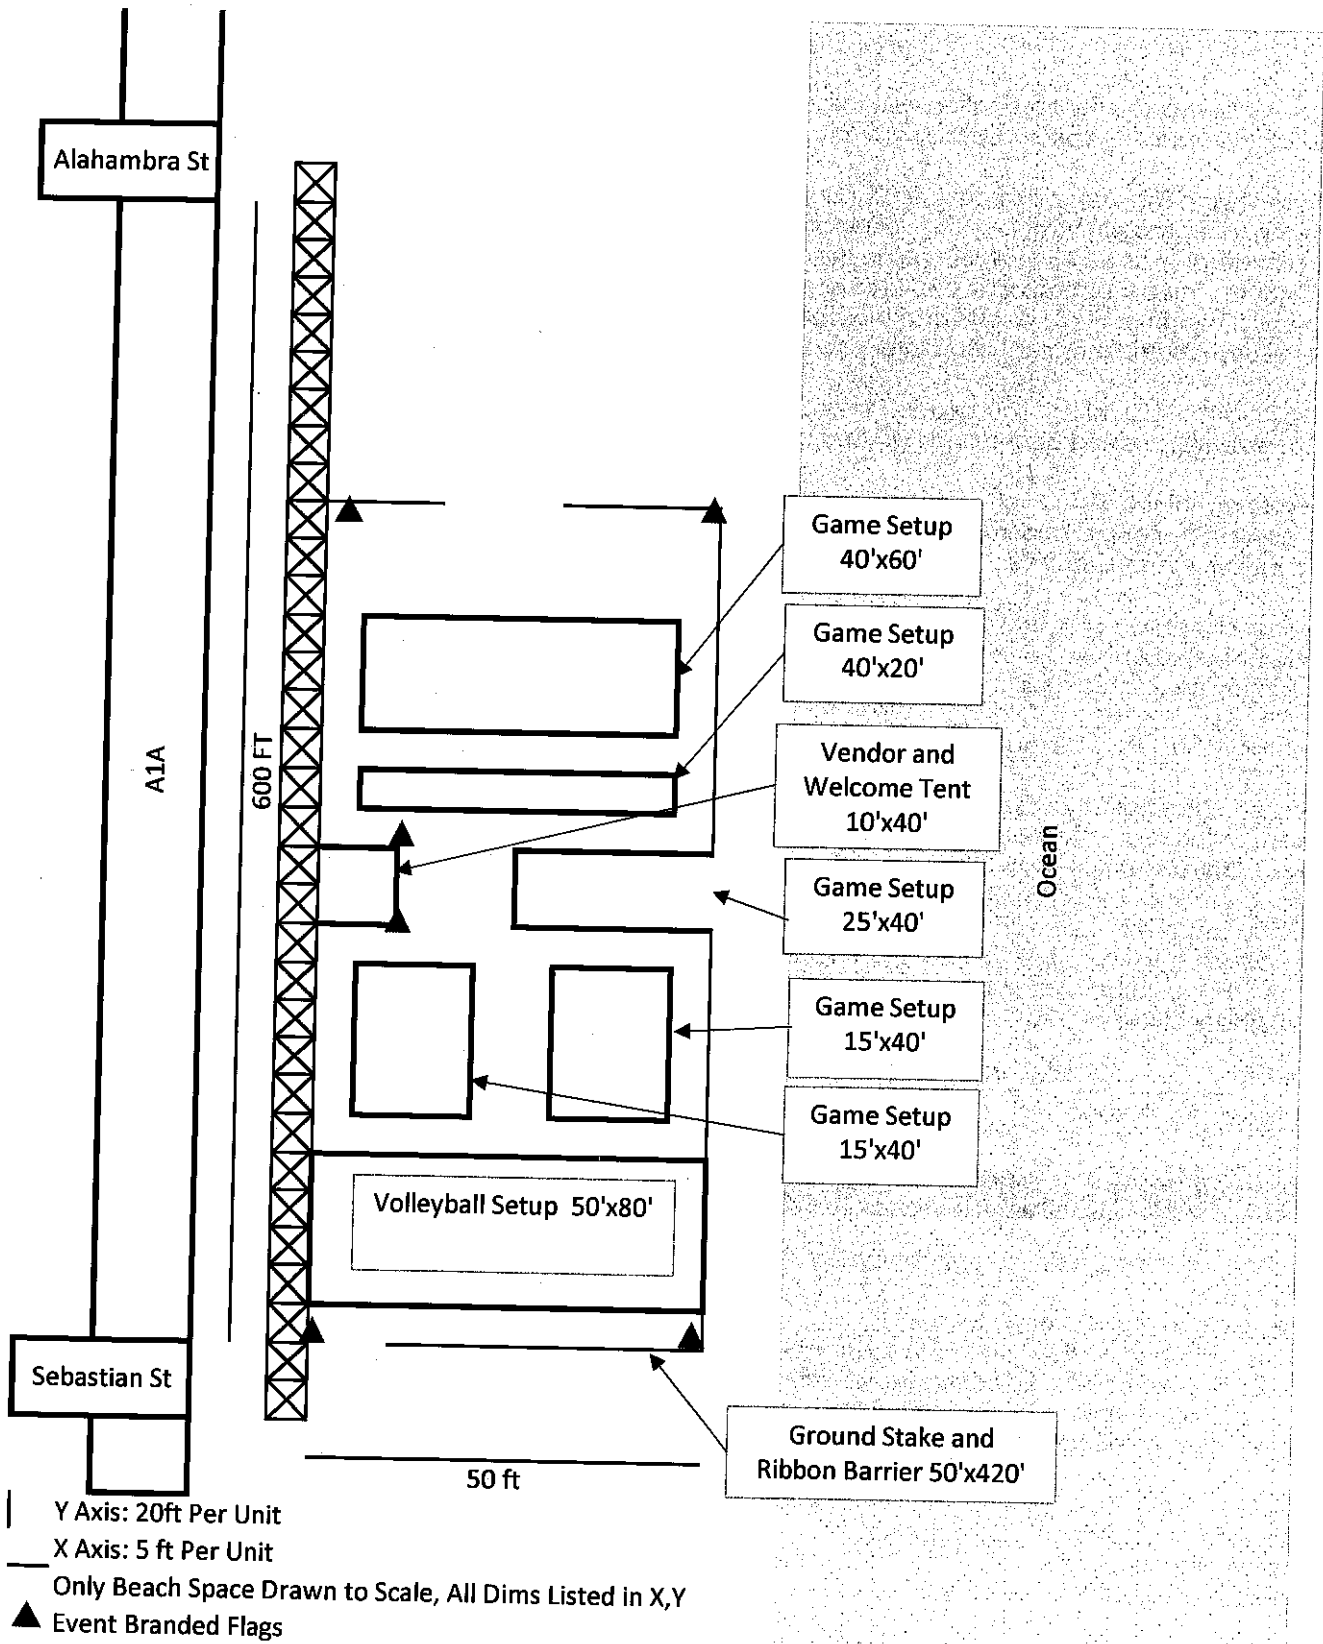 Alahambra St
A1A
600 FT
Game Setup
40'x60'
Game Setup
40'x20'
Vendor and
Welcome Tent
10'x40'
Game Setup
25'x40'
Ocean
Game Setup
15'x40'
Game Setup
15'x40'
Volleyball Setup 50'x80'
Sebastian St
Ground Stake and
Ribbon Barrier 50'x420'
50 ft
Y Axis: 20ft Per Unit
X Axis: 5 ft Per Unit
Only Beach Space Drawn to Scale, All Dims Listed in X,Y
Event Branded Flags